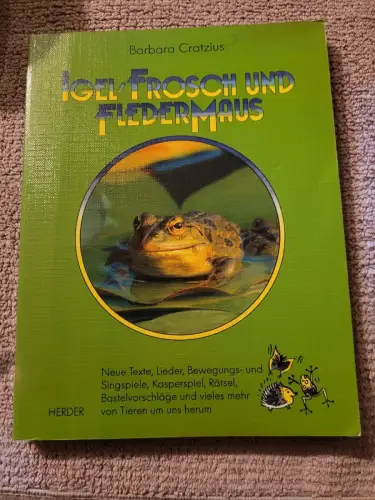 Barbara Cratzius
IGEL, FROSCH UND
FLEDERMAUS
Neue Texte, Lieder, Bewegungs- und
Singspiele, Kasperspiel, Rätsel,
Bastelvorschläge und vieles mehr
von Tieren um uns herum
HERDER